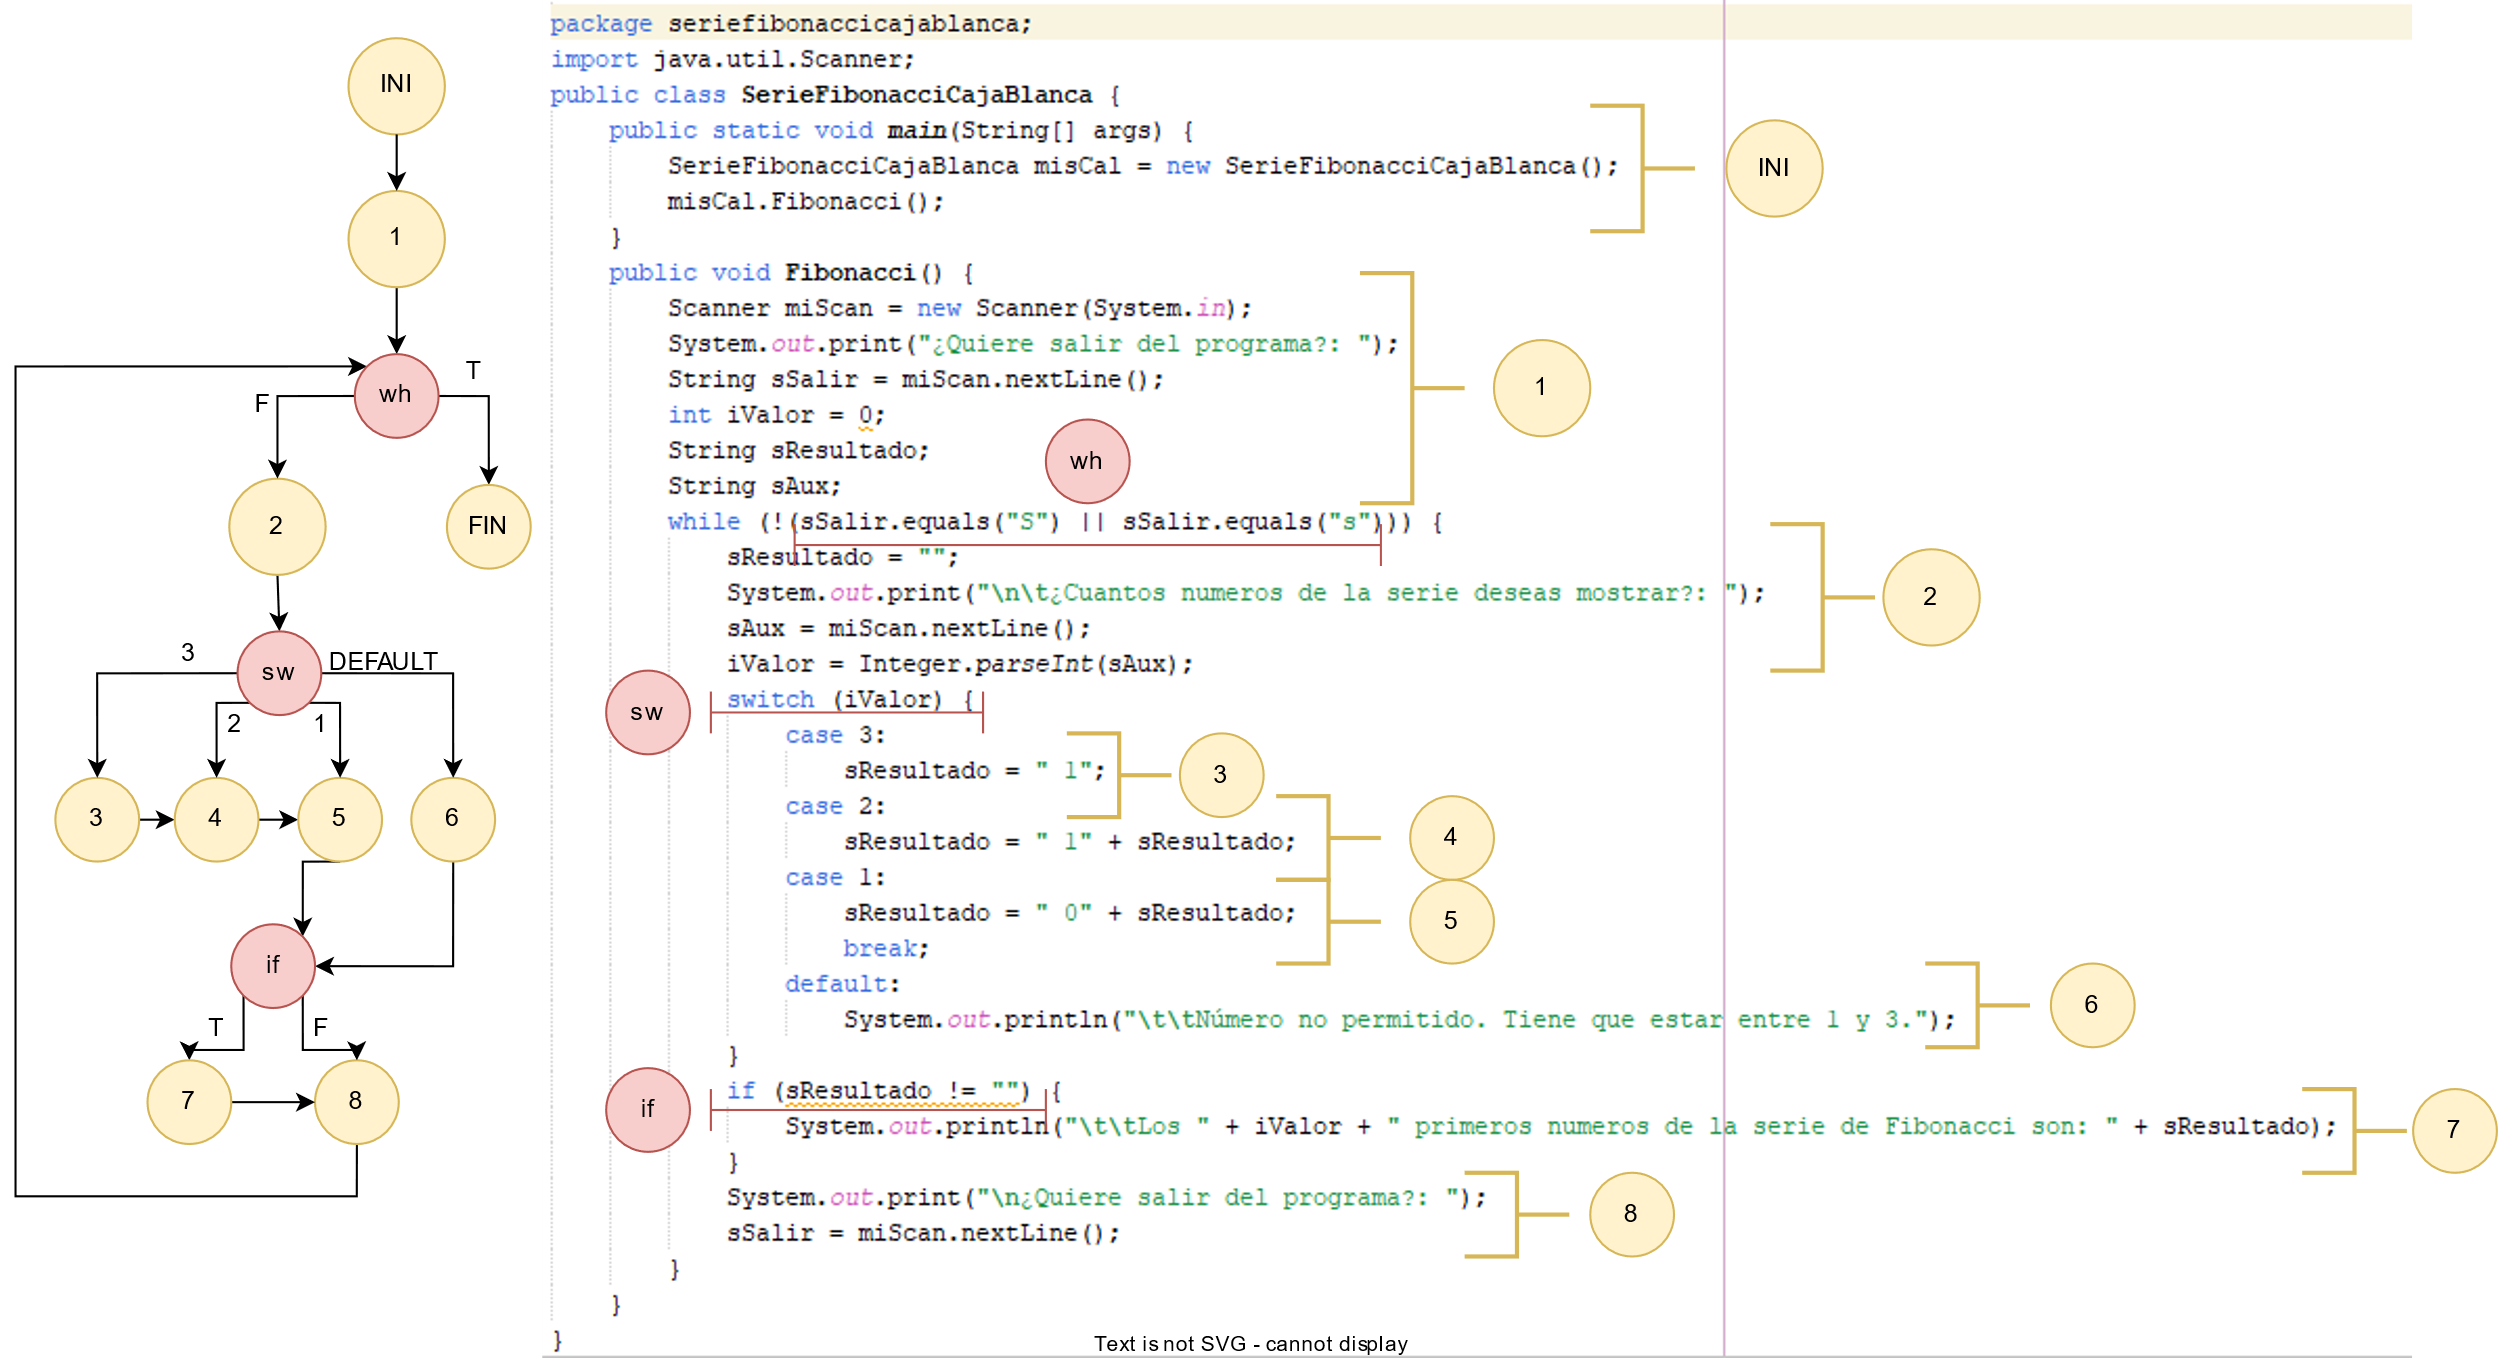 INI
1
wh
T
F
2
FIN
sw
3
DEFAULT
2
1
3
4
5
6
if
T
F
7
8
package seriefibonaccicajablanca;
import java.util.Scanner;
public class SerieFibonacciCajaBlanca {
public static void main(String[] args) {
SerieFibonacciCajaBlanca misCal = new SerieFibonacciCajaBlanca();
misCal.Fibonacci();
}
INI
public void Fibonacci() {
Scanner miScan = new Scanner(System.in);
System.out.print("¿Quiere salir del programa?: ");
String sSalir = miScan.nextLine();
int iValor = 0;
String sResultado;
String sAux;
1
wh
while (!(sSalir.equals("S") || sSalir.equals("s"))) {
sResultado = "";
System.out.print("\n\t¿Cuantos numeros de la serie deseas mostrar?: ");
sAux = miScan.nextLine();
iValor = Integer.parseInt(sAux);
2
sw
switch (iValor) {
case 3:
sResultado = " 1";
3
case 2:
sResultado = " 1" + sResultado;
4
case 1:
sResultado = " 0" + sResultado;
break;
5
default:
System.out.println("\t\tNúmero no permitido. Tiene que estar entre 1 y 3.");
6
}
if
if (sResultado != "") {
System.out.println("\t\tLos " + iValor + " primeros numeros de la serie de Fibonacci son: " + sResultado);
7
}
System.out.print("\n¿Quiere salir del programa?: ");
sSalir = miScan.nextLine();
8
}
}
}
Text is not SVG - cannot display